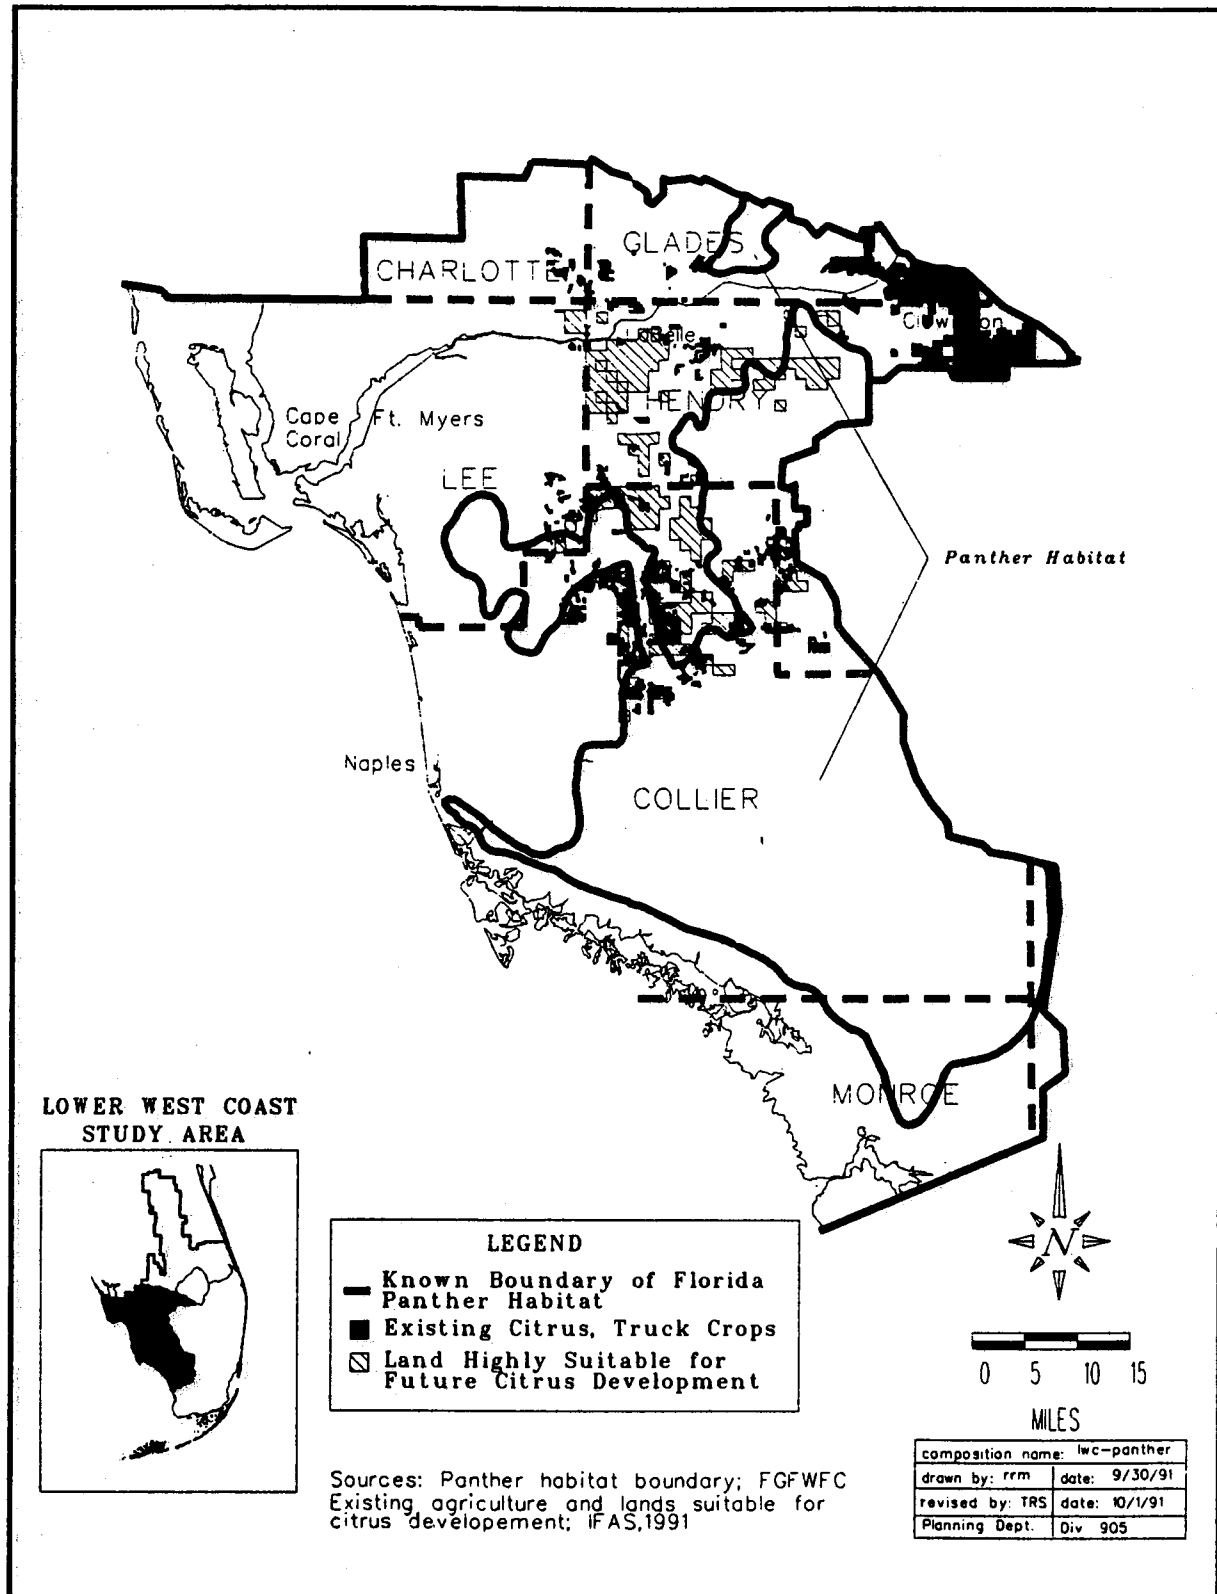 GLADES
CHARLOTTE
LaBelle
HENDRY
Cape
Coral
Ft. Myers
LEE
Panther Habitat
Naples
COLLIER
MONROE
LOWER WEST COAST
STUDY AREA
LEGEND
Known Boundary of Florida
Panther Habitat
Existing Citrus, Truck Crops
Land Highly Suitable for
Future Citrus Development
N
0 5 10 15
MILES
Sources: Panther habitat boundary; FGFWFC
Existing agriculture and lands suitable for
citrus developement; IFAS,1991
composition name: lwc-panther
drawn by: rrm date: 9/30/91
revised by: TRS date: 10/1/91
Planning Dept. Div 905